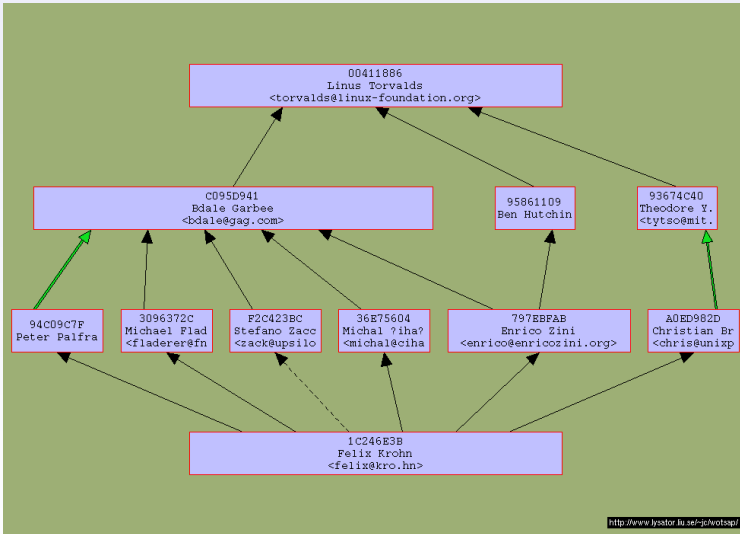 00411886
Linus Torvalds
<torvalds@linux-foundation.org>
C095D941
Bdale Garbee
<bdale@gag.com>
95861109
Ben Hutchin
93674C40
Theodore Y.
<tytso@mit.
94C09C7F
Peter Palfra
3096372C
Michael Flad
<fladerer@fn
F2C423BC
Stefano Zacc
<zack@upsilo
36E75604
Michal ?iha?
<michal@ciha
797EBFAB
Enrico Zini
<enrico@enricozini.org>
A0ED982D
Christian Br
<chris@unixp
1C246E3B
Felix Krohn
<felix@kro.hn>
http://www.lysator.liu.se/~jc/wotsap/